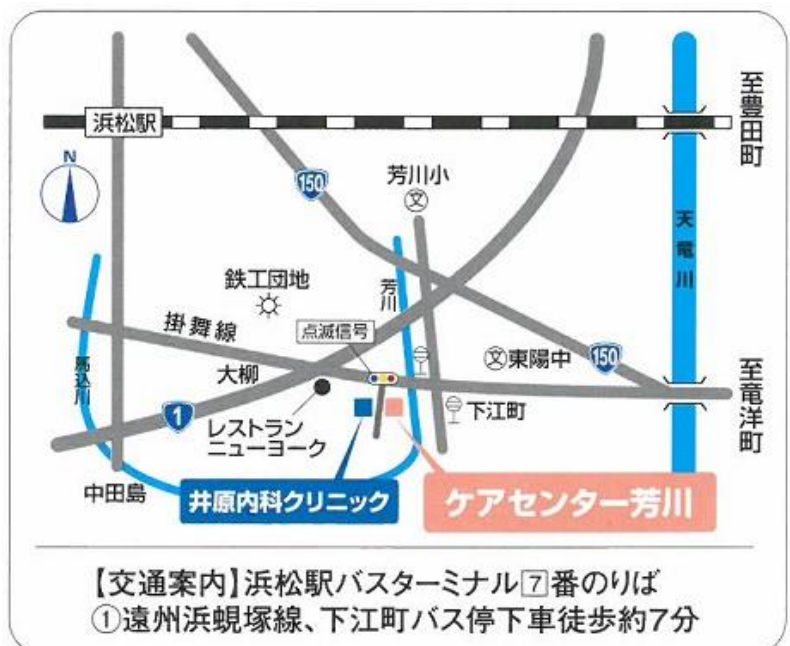 浜松駅
至豊田町
N
150
芳川小
文
天竜川
鉄工団地
芳川
掛舞線
点滅信号
馬込川
大柳
文東陽中
150
至竜洋町
1
レストラン
ニューヨーク
下江町
中田島
井原内科クリニック
ケアセンター芳川
【交通案内】浜松駅バスターミナル7番のりば
①遠州浜蜆塚線、下江町バス停下車徒歩約7分